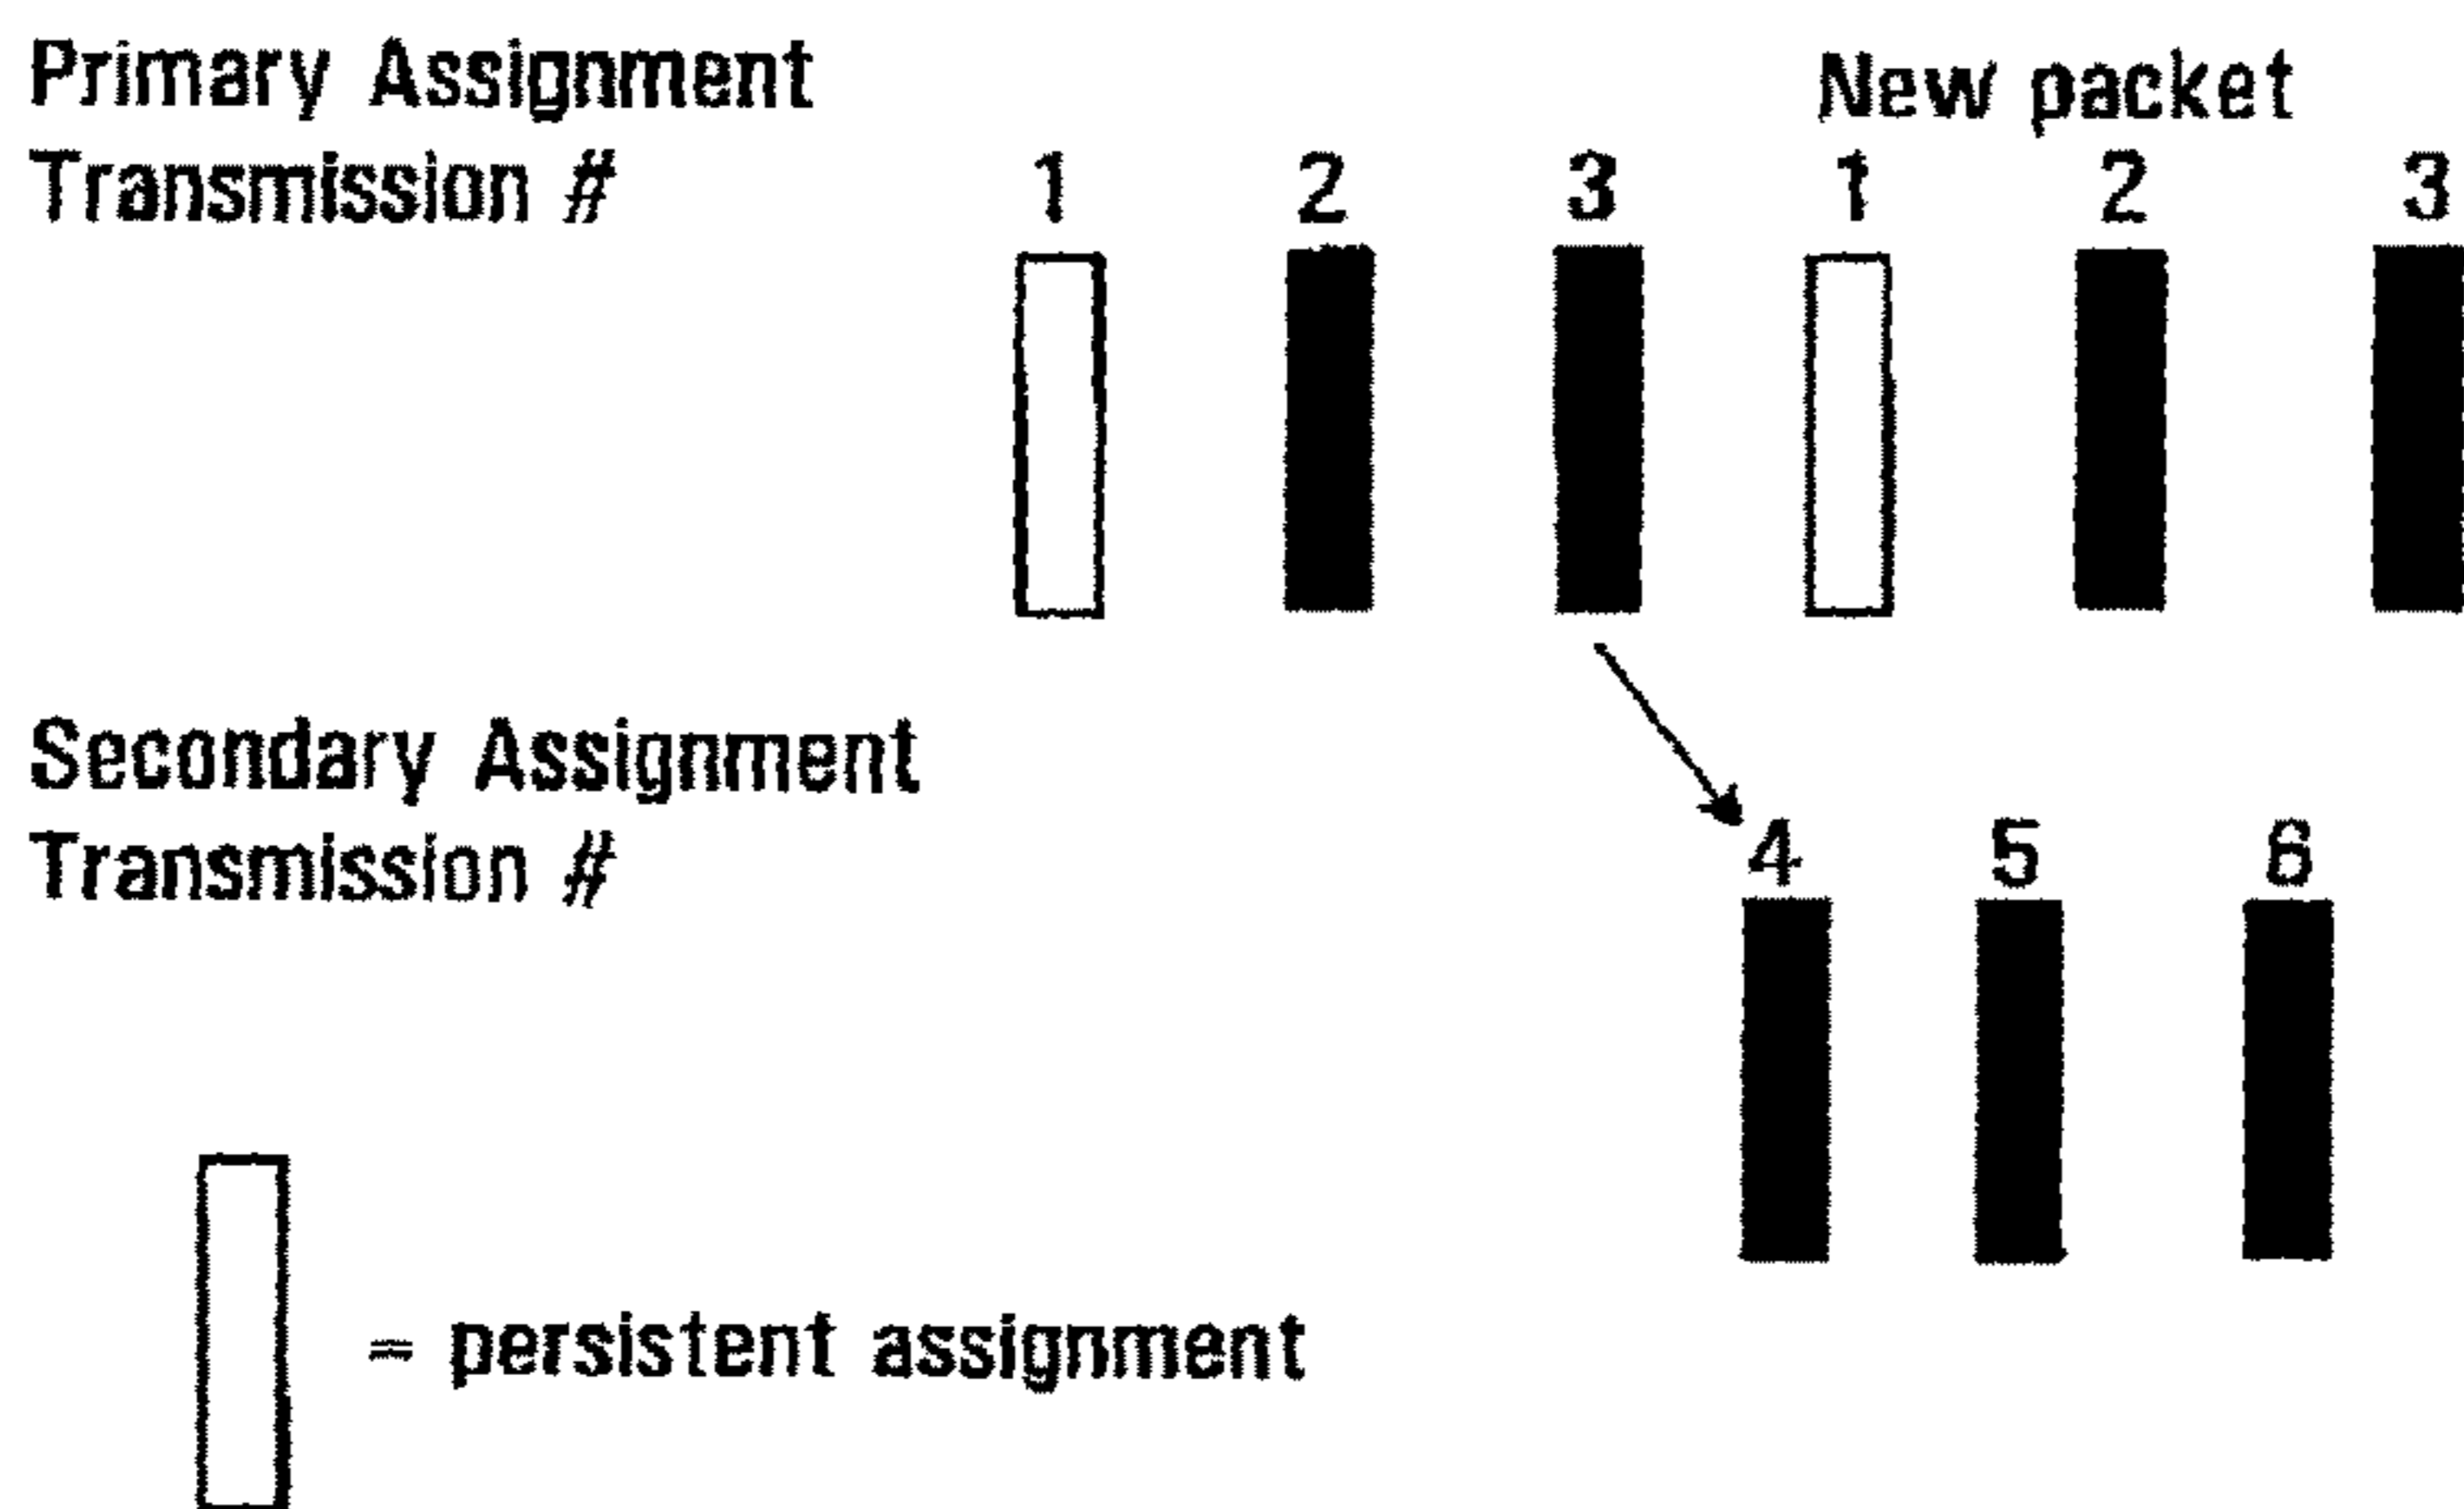 Primary Assignment
New packet
Transmission # 1 2 3 1 2 3
Secondary Assignment
Transmission # 4 5 6
= persistent assignment